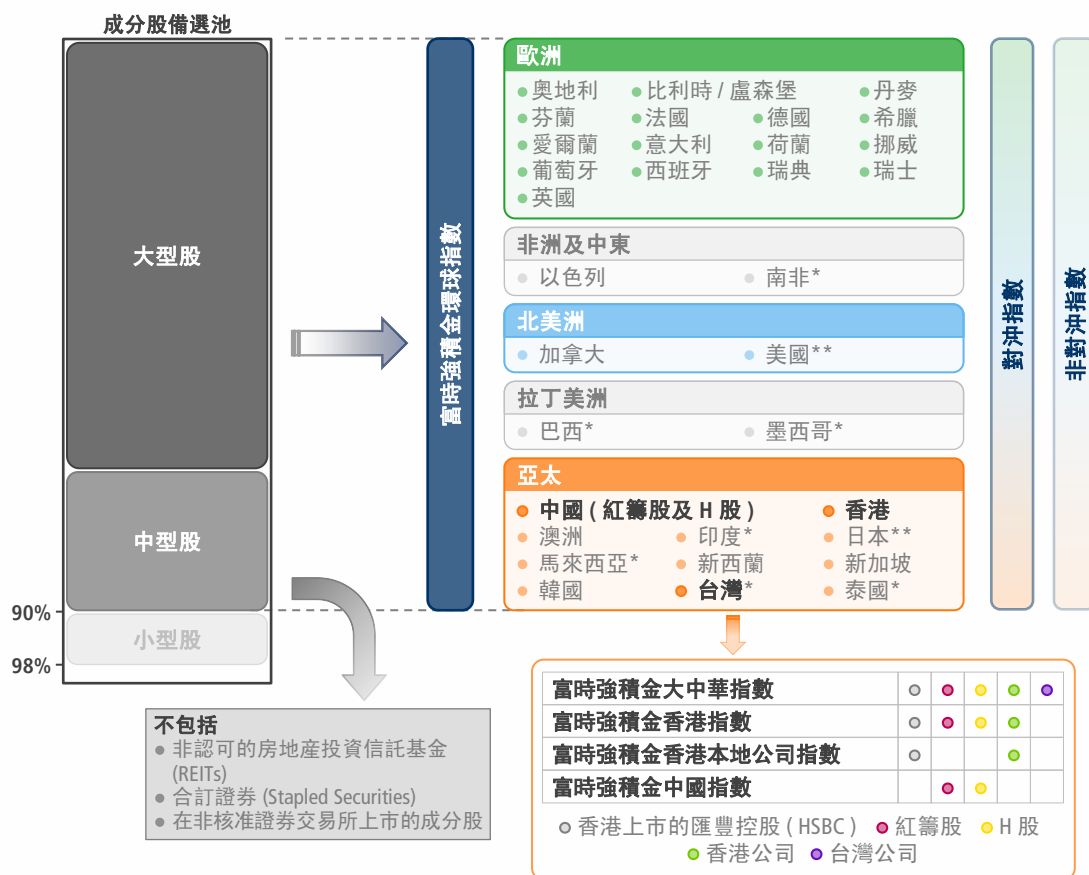 成分股備選池
大型股
中型股
90%
小型股
98%
富時強積金環球指數
歐洲
奧地利 比利時 / 盧森堡 丹麥
芬蘭 法國 德國 希臘
愛爾蘭 意大利 荷蘭 挪威
葡萄牙 西班牙 瑞典 瑞士
英國
非洲及中東
以色列 南非*
北美洲
加拿大 美國**
拉丁美洲
巴西* 墨西哥*
亞太
中國 ( 紅籌股及 H 股 ) 香港
澳洲 印度* 日本**
馬來西亞* 新西蘭 新加坡
韓國 台灣* 泰國*
對沖指數
非對沖指數
不包括
非認可的房地産投資信託基金
(REITs)
合訂證券 (Stapled Securities)
在非核准證券交易所上市的成分股
富時強積金大中華指數
富時強積金香港指數
富時強積金香港本地公司指數
富時強積金中國指數
香港上市的匯豐控股 ( HSBC ) 紅籌股 H 股
香港公司 台灣公司